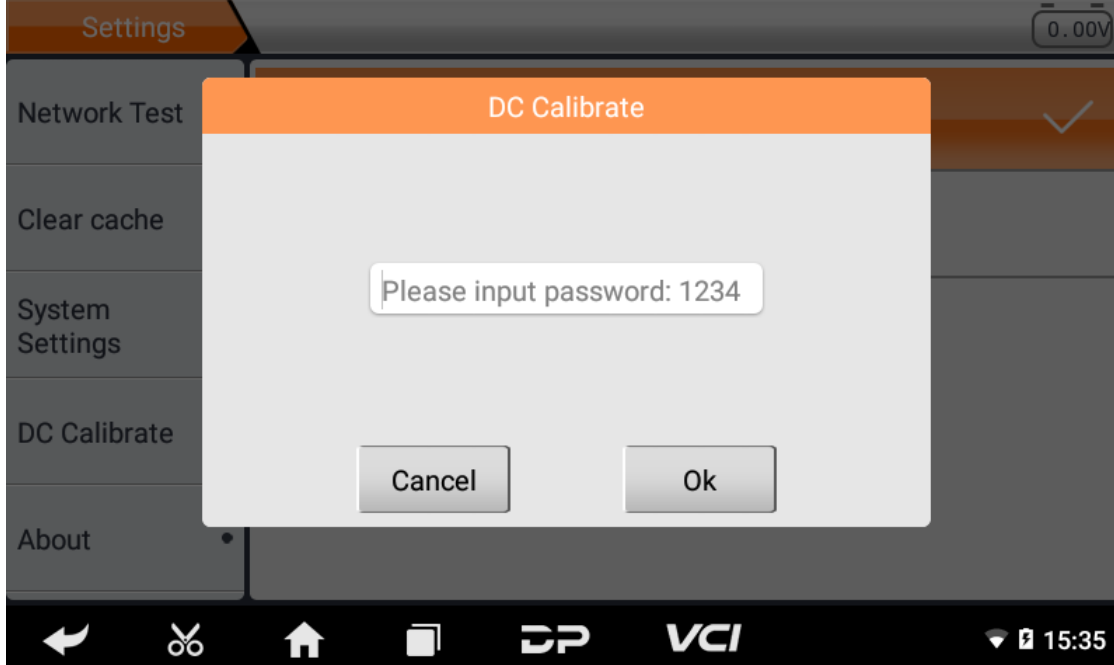 Settings
0.00V
DC Calibrate
Network Test
Clear cache
System
Settings
DC Calibrate
About
Please input password: 1234
Cancel
Ok
DP
VCI
15:35